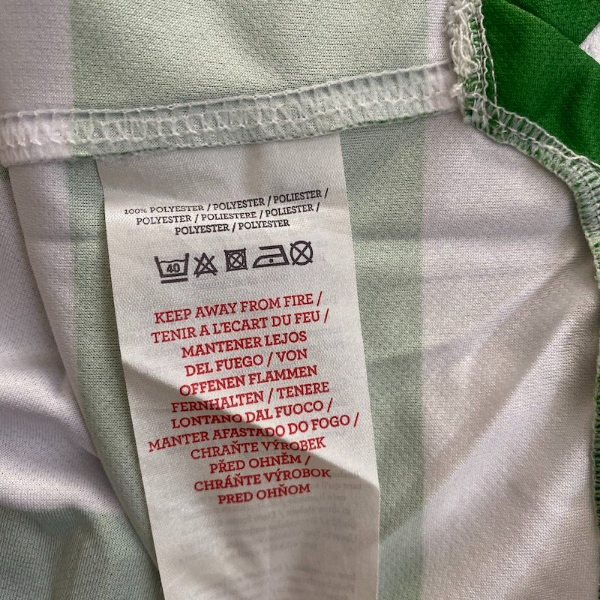 100% POLYESTER / POLYESTER / POLIESTER /
POLYESTER / POLIESTERE / POLIESTER /
POLYESTER / POLYESTER
40
KEEP AWAY FROM FIRE /
TENIR A L'ECART DU FEU /
MANTENER LEJOS
DEL FUEGO / VON
OFFENEN FLAMMEN
FERNHALTEN / TENERE
LONTANO DAL FUOCO /
MANTER AFASTADO DO FOGO /
CHRAŇTE VÝROBEK
PŘED OHNĚM /
CHRÁŇTE VÝROBOK
PRED OHŇOM